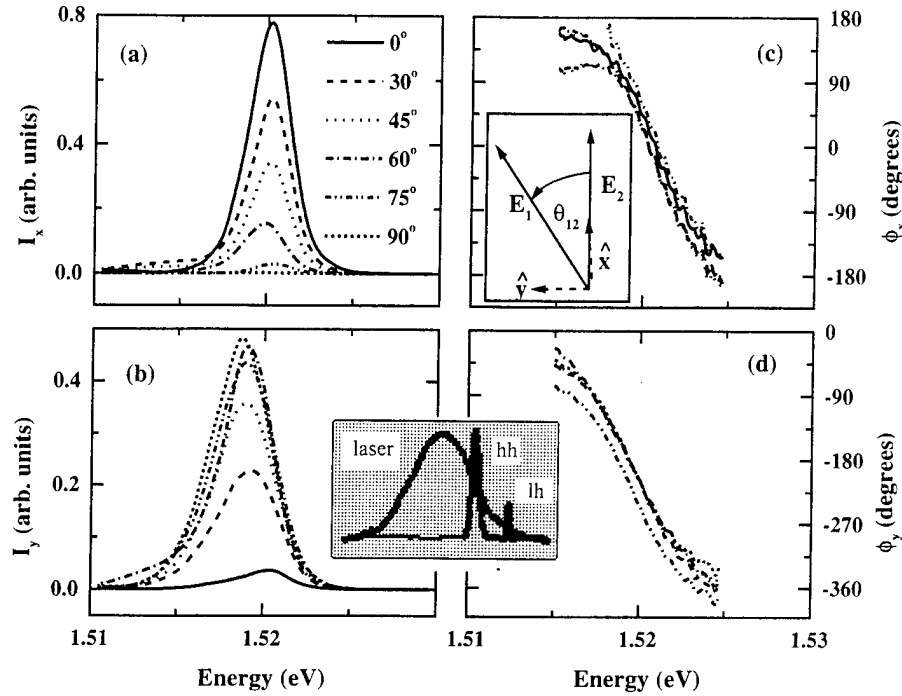 (a)
0.8
0.4
0.0
I_x (arb. units)
0°
30°
45°
60°
75°
90°
(c)
180
90
0
-90
-180
ϕ_x (degrees)
E_1
E_2
θ_12
x̂
ŷ
(b)
0.4
0.2
0.0
I_y (arb. units)
1.51
1.52
Energy (eV)
laser
hh
lh
(d)
0
-90
-180
-270
-360
ϕ_y (degrees)
1.51
1.52
1.53
Energy (eV)